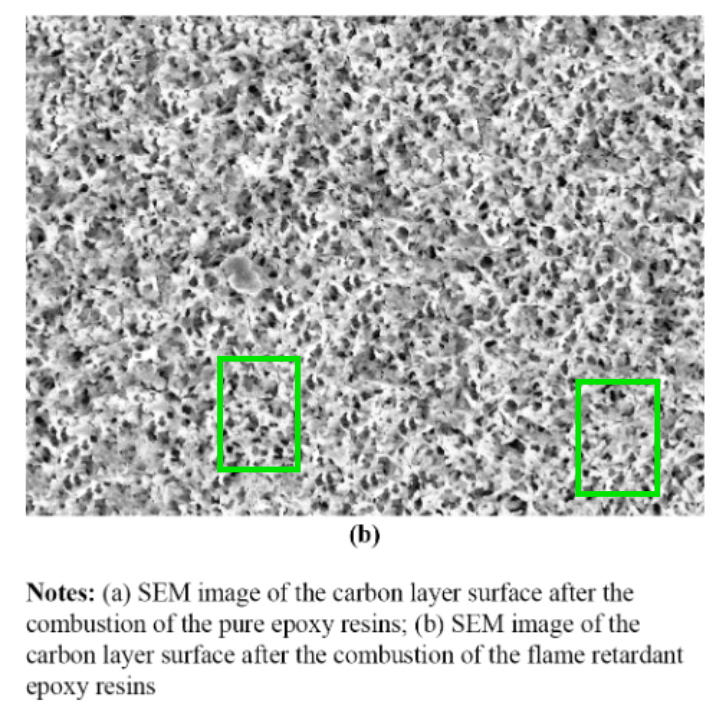 (b)
Notes: (a) SEM image of the carbon layer surface after the
combustion of the pure epoxy resins; (b) SEM image of the
carbon layer surface after the combustion of the flame retardant
epoxy resins